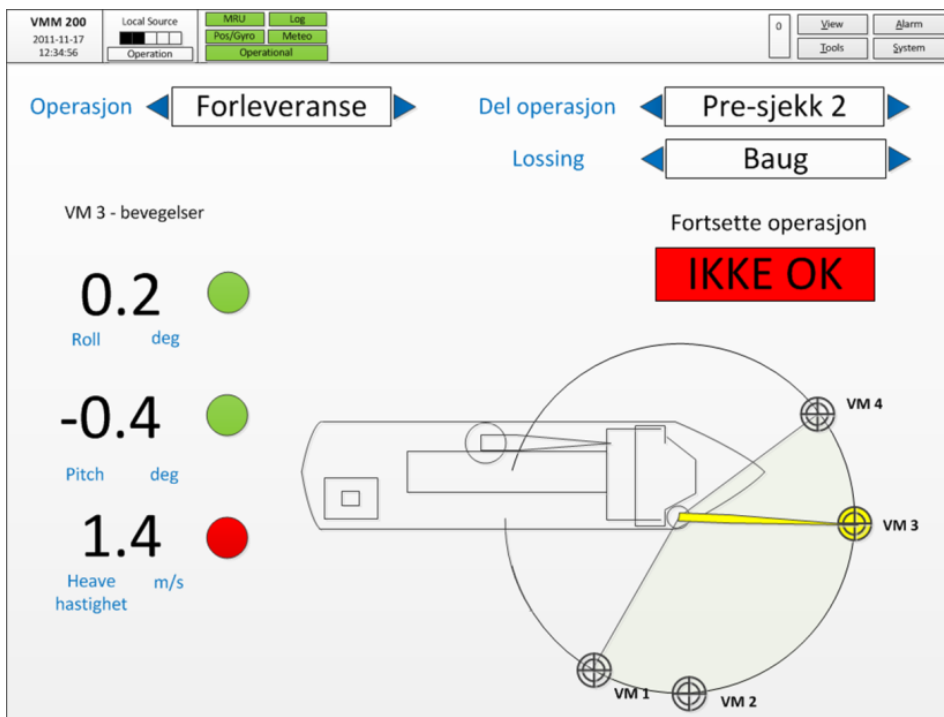 VMM 200
2011-11-17
12:34:56
Local Source
Operation
MRU Log
Pos/Gyro Meteo
Operational
0
View Alarm
Tools System
Operasjon Forleveranse
Del operasjon Pre-sjekk 2
Lossing Baug
VM 3 - bevegelser
Fortsette operasjon
IKKE OK
0.2
Roll deg
-0.4
Pitch deg
1.4
Heave m/s
hastighet
VM 4
VM 3
VM 1
VM 2